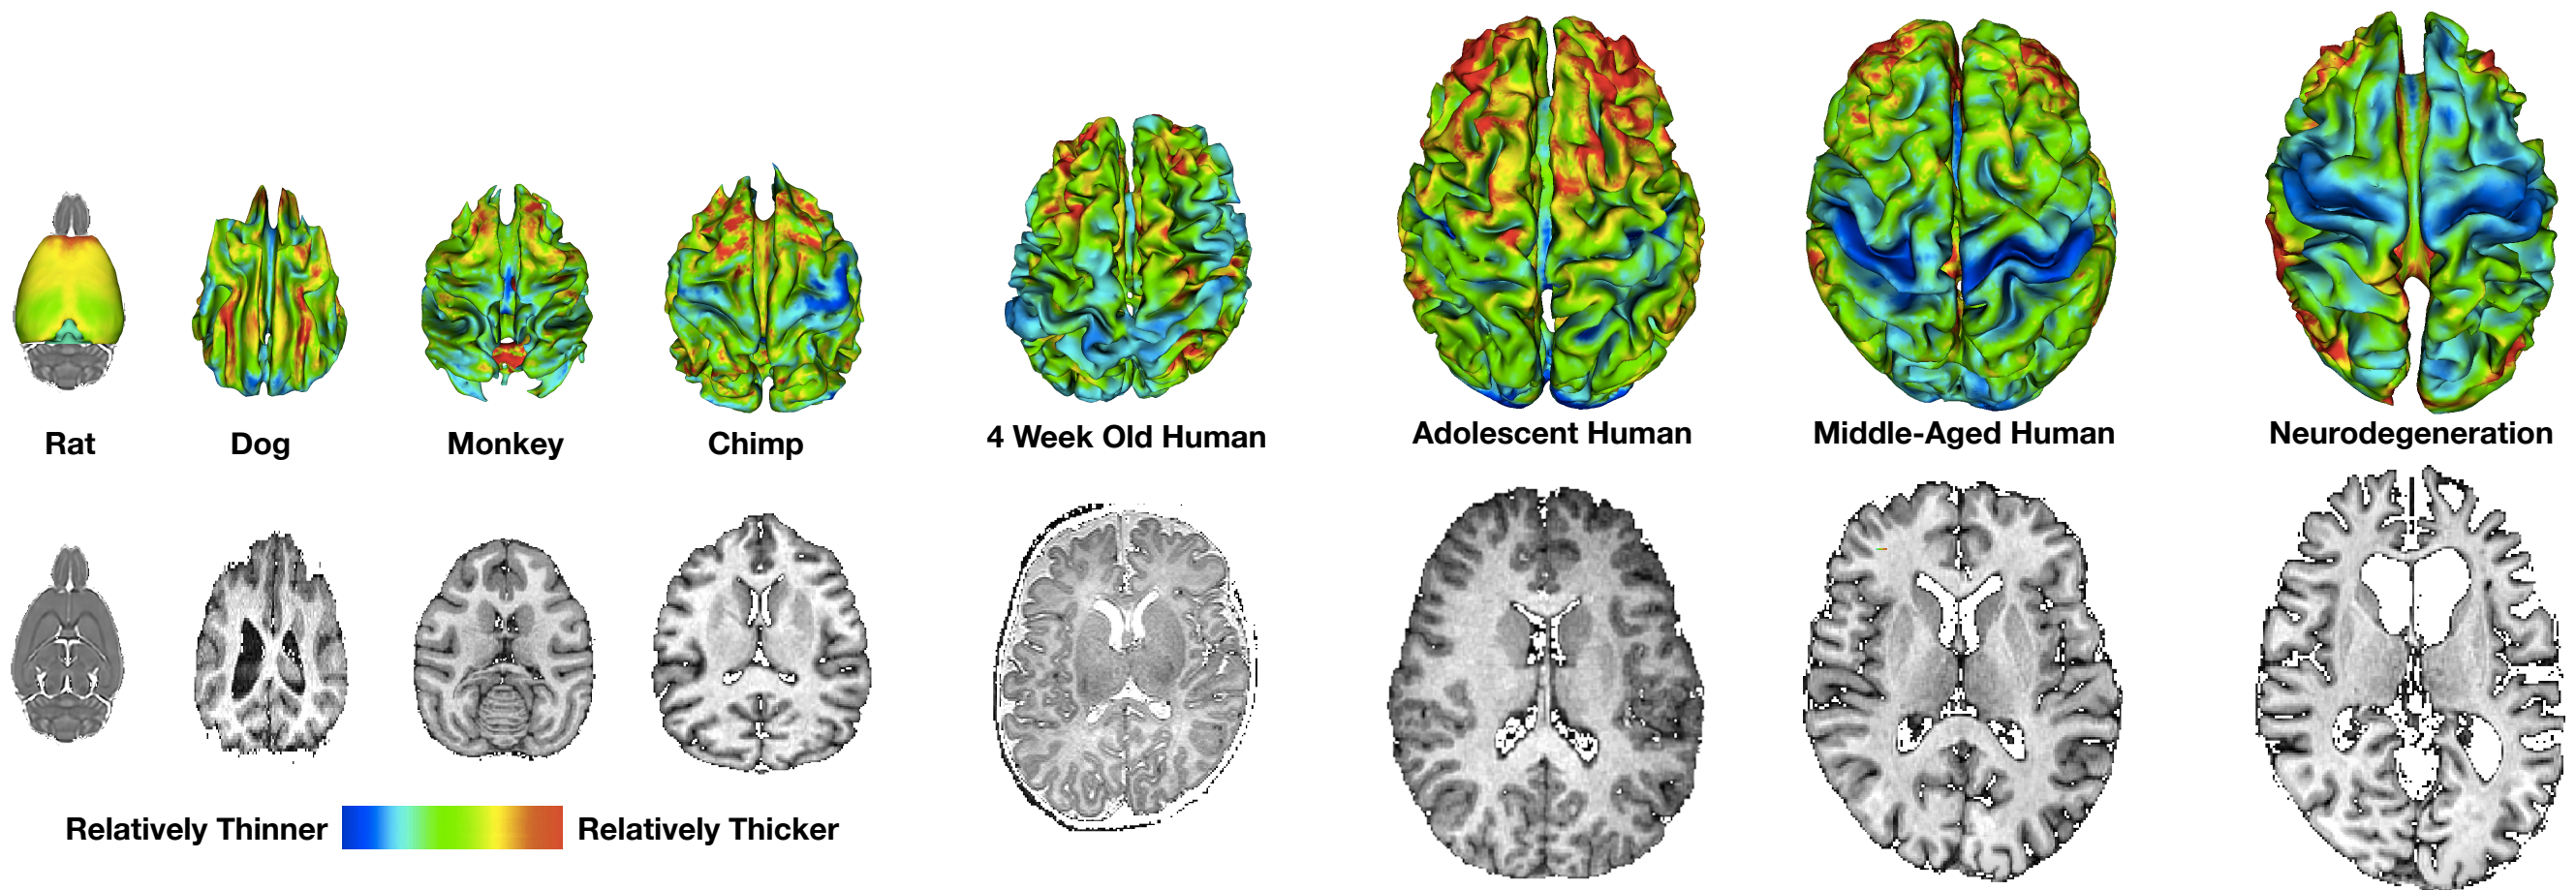 Rat
Dog
Monkey
Chimp
4 Week Old Human
Adolescent Human
Middle-Aged Human
Neurodegeneration
Relatively Thinner
Relatively Thicker